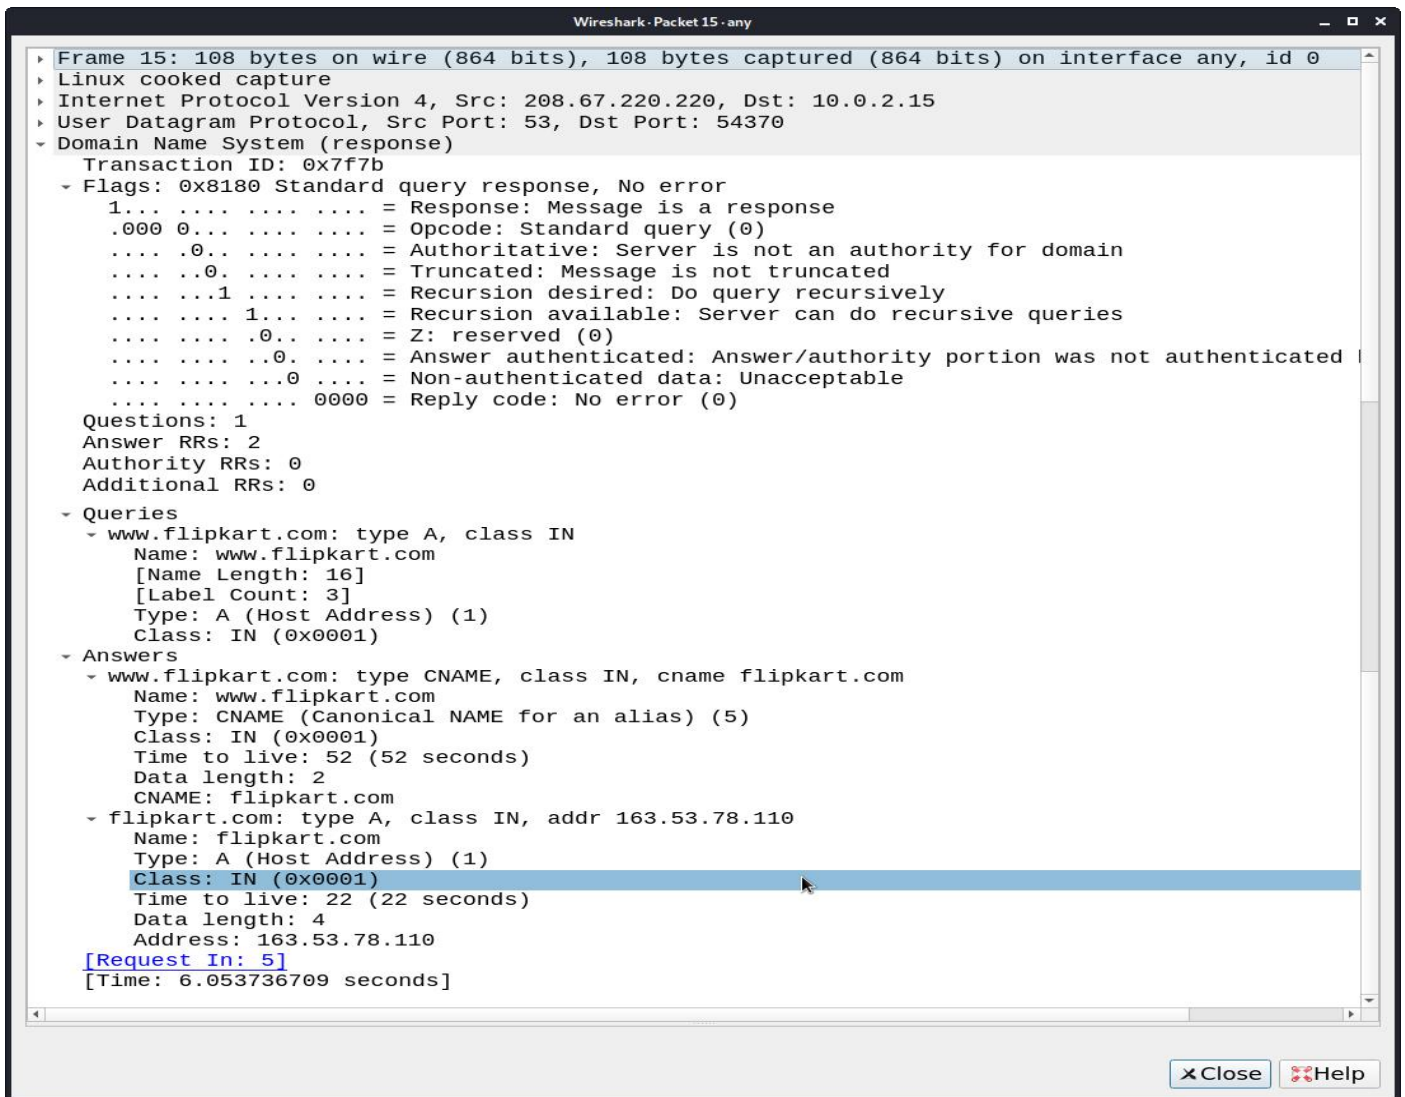 Wireshark · Packet 15 · any
Frame 15: 108 bytes on wire (864 bits), 108 bytes captured (864 bits) on interface any, id 0
Linux cooked capture
Internet Protocol Version 4, Src: 208.67.220.220, Dst: 10.0.2.15
User Datagram Protocol, Src Port: 53, Dst Port: 54370
Domain Name System (response)
Transaction ID: 0x7f7b
Flags: 0x8180 Standard query response, No error
1... .... .... .... = Response: Message is a response
.000 0... .... .... = Opcode: Standard query (0)
.... .0.. .... .... = Authoritative: Server is not an authority for domain
.... ..0. .... .... = Truncated: Message is not truncated
.... ...1 .... .... = Recursion desired: Do query recursively
.... .... 1... .... = Recursion available: Server can do recursive queries
.... .... .0.. .... = Z: reserved (0)
.... .... ..0. .... = Answer authenticated: Answer/authority portion was not authenticated
.... .... ...0 .... = Non-authenticated data: Unacceptable
.... .... .... 0000 = Reply code: No error (0)
Questions: 1
Answer RRs: 2
Authority RRs: 0
Additional RRs: 0
Queries
www.flipkart.com: type A, class IN
Name: www.flipkart.com
[Name Length: 16]
[Label Count: 3]
Type: A (Host Address) (1)
Class: IN (0x0001)
Answers
www.flipkart.com: type CNAME, class IN, cname flipkart.com
Name: www.flipkart.com
Type: CNAME (Canonical NAME for an alias) (5)
Class: IN (0x0001)
Time to live: 52 (52 seconds)
Data length: 2
CNAME: flipkart.com
flipkart.com: type A, class IN, addr 163.53.78.110
Name: flipkart.com
Type: A (Host Address) (1)
Class: IN (0x0001)
Time to live: 22 (22 seconds)
Data length: 4
Address: 163.53.78.110
[Request In: 5]
[Time: 6.053736709 seconds]
Close Help